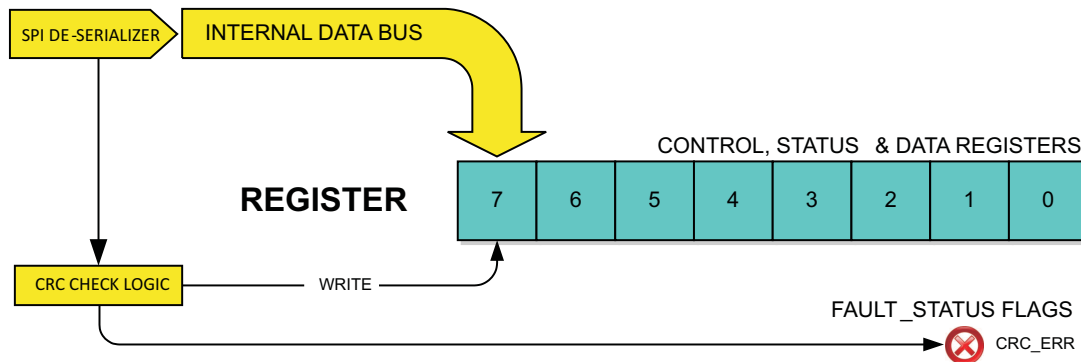 SPI DE-SERIALIZER
INTERNAL DATA BUS
CONTROL, STATUS & DATA REGISTERS
REGISTER
7 6 5 4 3 2 1 0
CRC CHECK LOGIC
WRITE
FAULT_STATUS FLAGS
CRC_ERR